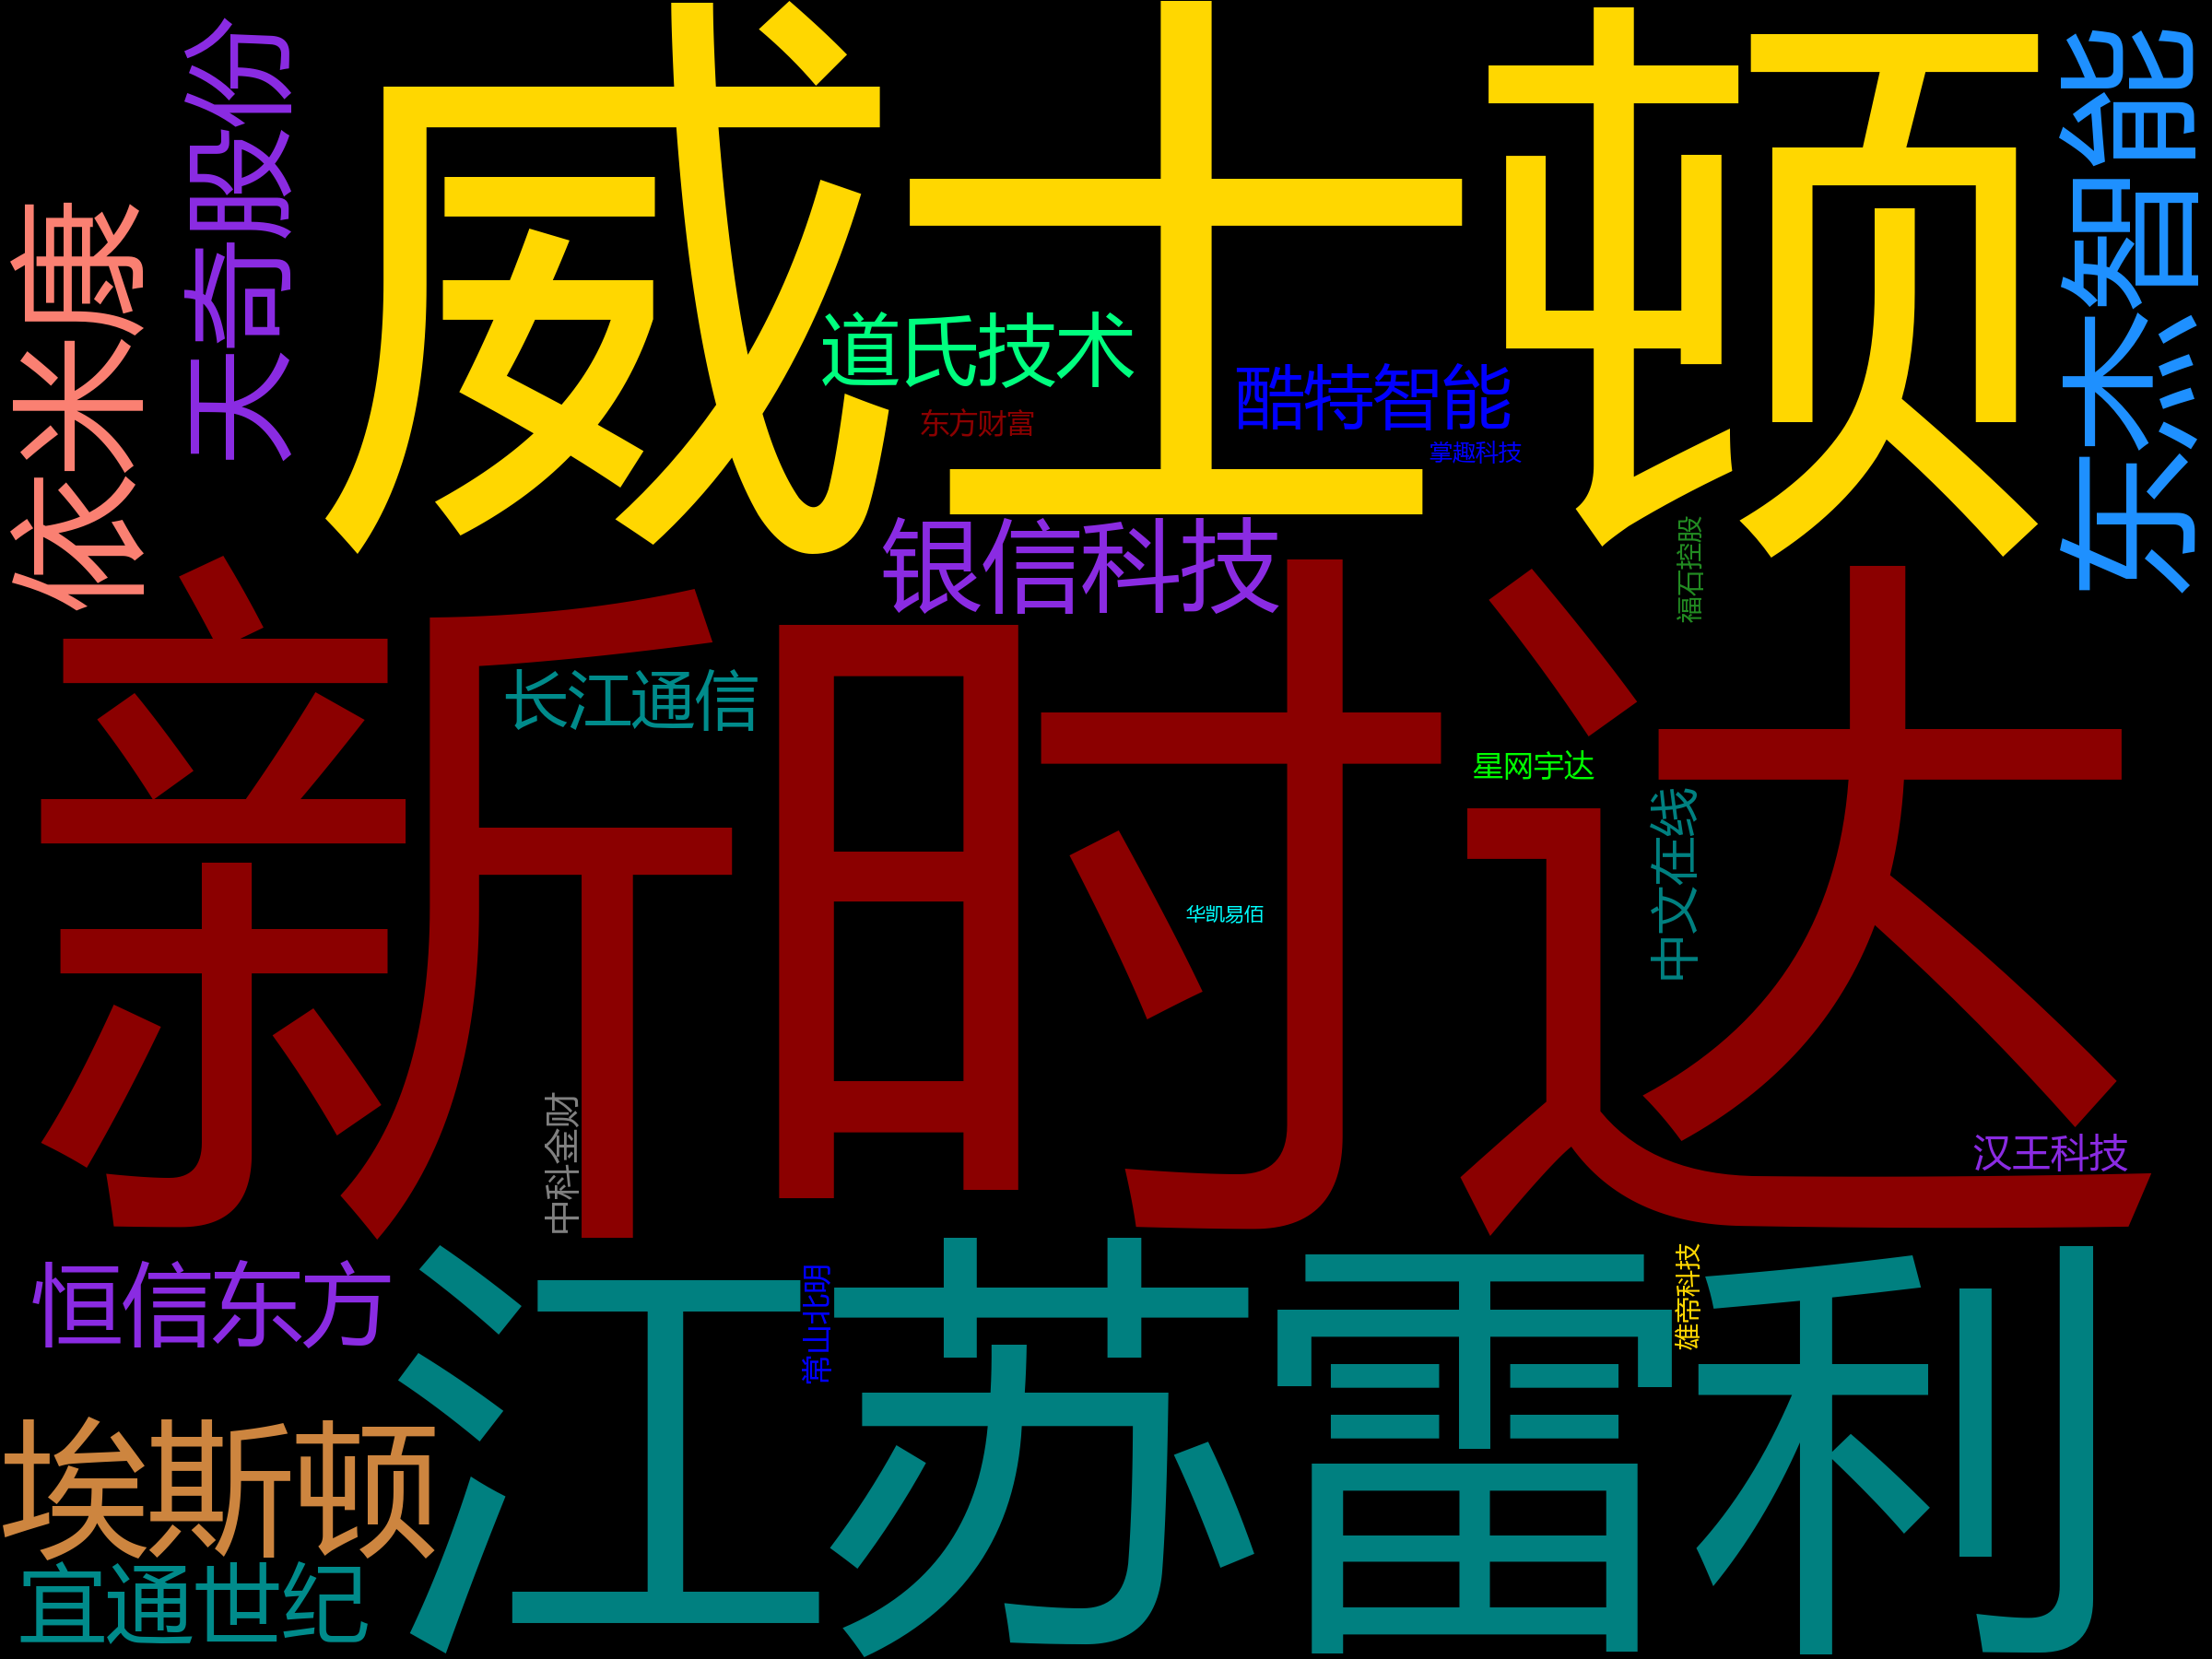 威士顿
天奇股份
东杰智能
依米康
道氏技术
酷特智能
东方财富
掌趣科技
银信科技
福石控股
新时达
长江通信
星网宇达
中文在线
华凯易佰
中科金财
汉王科技
江苏雷利
恒信东方
常山北明
雄帝科技
埃斯顿
宜通世纪